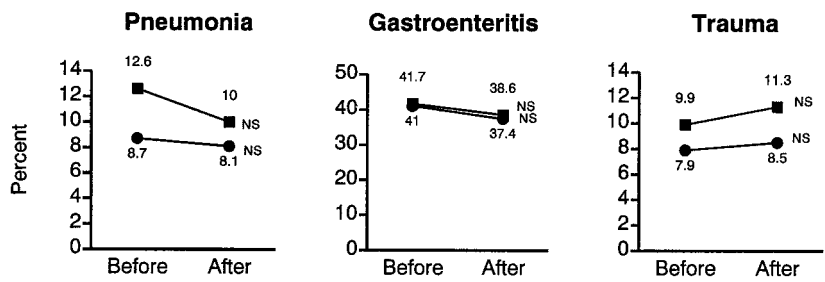 Pneumonia
Percent
14
12
10
8
6
4
2
0
12.6
10
NS
8.7
8.1
NS
Before
After
Gastroenteritis
50
40
30
20
10
0
41.7
38.6
NS
41
NS
37.4
Before
After
Trauma
14
12
10
8
6
4
2
0
9.9
11.3
NS
7.9
8.5
NS
Before
After